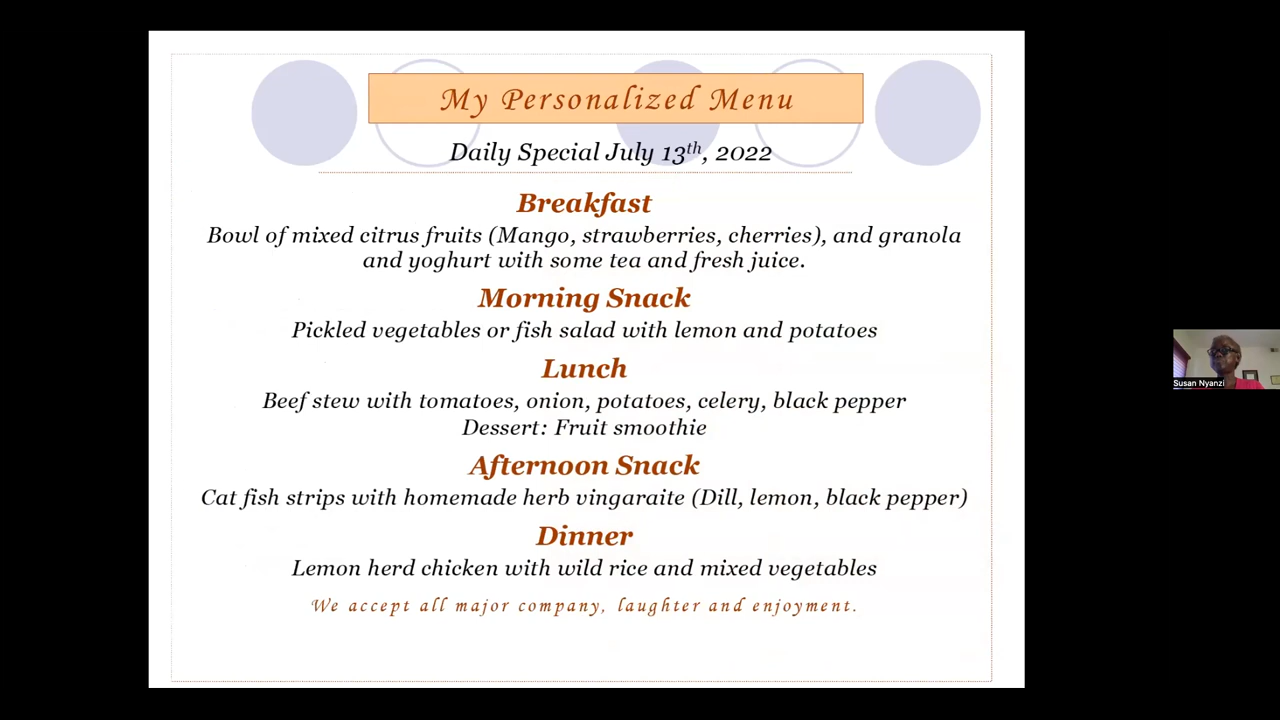 My Personalized Menu
Daily Special July 13th, 2022
Breakfast
Bowl of mixed citrus fruits (Mango, strawberries, cherries), and granola
and yoghurt with some tea and fresh juice.
Morning Snack
Pickled vegetables or fish salad with lemon and potatoes
Lunch
Beef stew with tomatoes, onion, potatoes, celery, black pepper
Dessert: Fruit smoothie
Afternoon Snack
Cat fish strips with homemade herb vingaraite (Dill, lemon, black pepper)
Dinner
Lemon herd chicken with wild rice and mixed vegetables
We accept all major company, laughter and enjoyment.
Susan Nyanzi